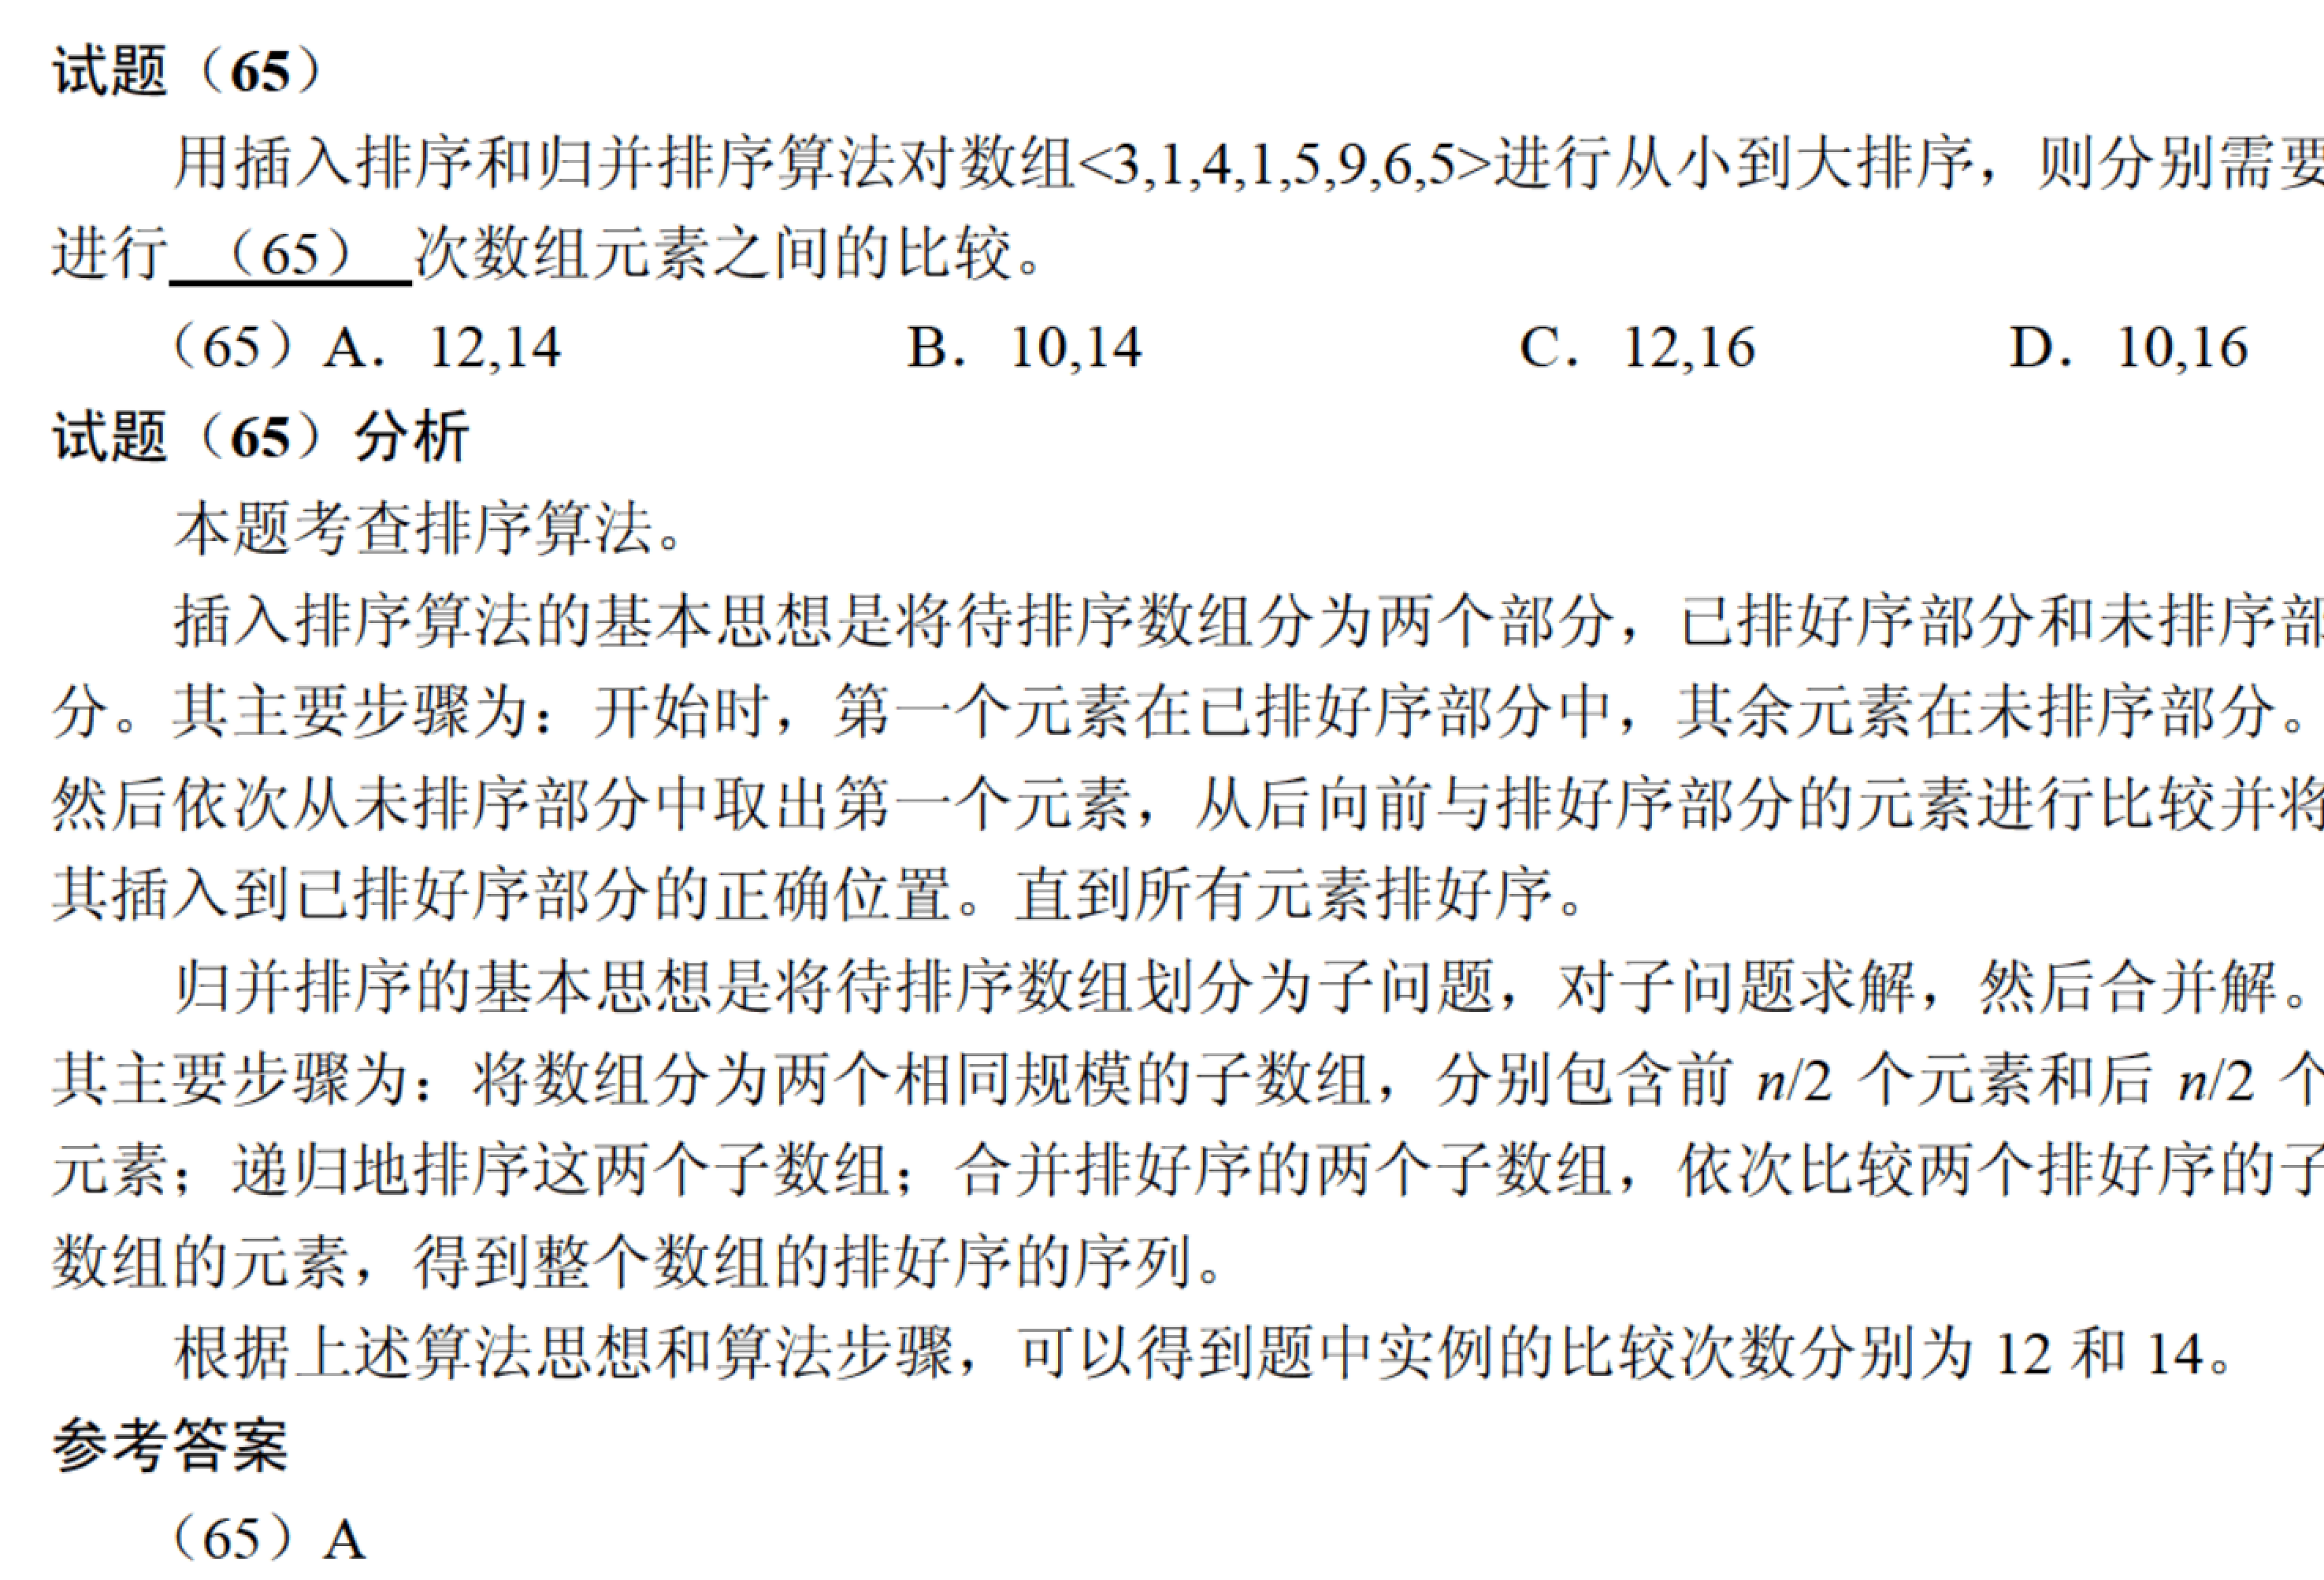 试题（65）
用插入排序和归并排序算法对数组<3,1,4,1,5,9,6,5>进行从小到大排序，则分别需要
进行（65）次数组元素之间的比较。
（65）A．12,14 B．10,14 C．12,16 D．10,16
试题（65）分析
本题考查排序算法。
插入排序算法的基本思想是将待排序数组分为两个部分，已排好序部分和未排序部
分。其主要步骤为：开始时，第一个元素在已排好序部分中，其余元素在未排序部分。
然后依次从未排序部分中取出第一个元素，从后向前与排好序部分的元素进行比较并将
其插入到已排好序部分的正确位置。直到所有元素排好序。
归并排序的基本思想是将待排序数组划分为子问题，对子问题求解，然后合并解。
其主要步骤为：将数组分为两个相同规模的子数组，分别包含前 n/2 个元素和后 n/2 个
元素；递归地排序这两个子数组；合并排好序的两个子数组，依次比较两个排好序的子
数组的元素，得到整个数组的排好序的序列。
根据上述算法思想和算法步骤，可以得到题中实例的比较次数分别为 12 和 14。
参考答案
（65）A